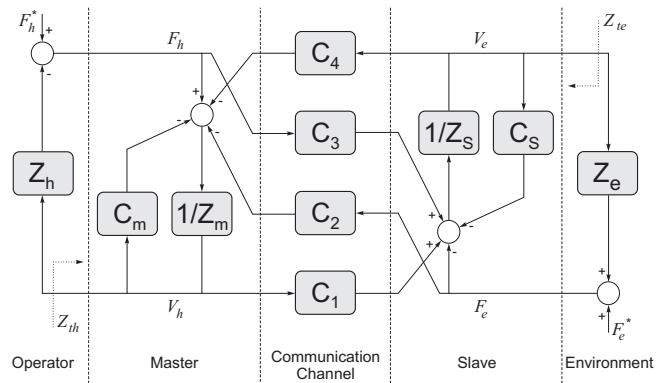 F_h^*
+
-
F_h
C_4
V_e
Z_te
+
-
-
-
C_3
1/Z_S
C_S
Z_h
C_m
1/Z_m
C_2
Z_e
+
+
-
-
+
+
Z_th
V_h
C_1
F_e
F_e^*
Operator
Master
Communication
Channel
Slave
Environment